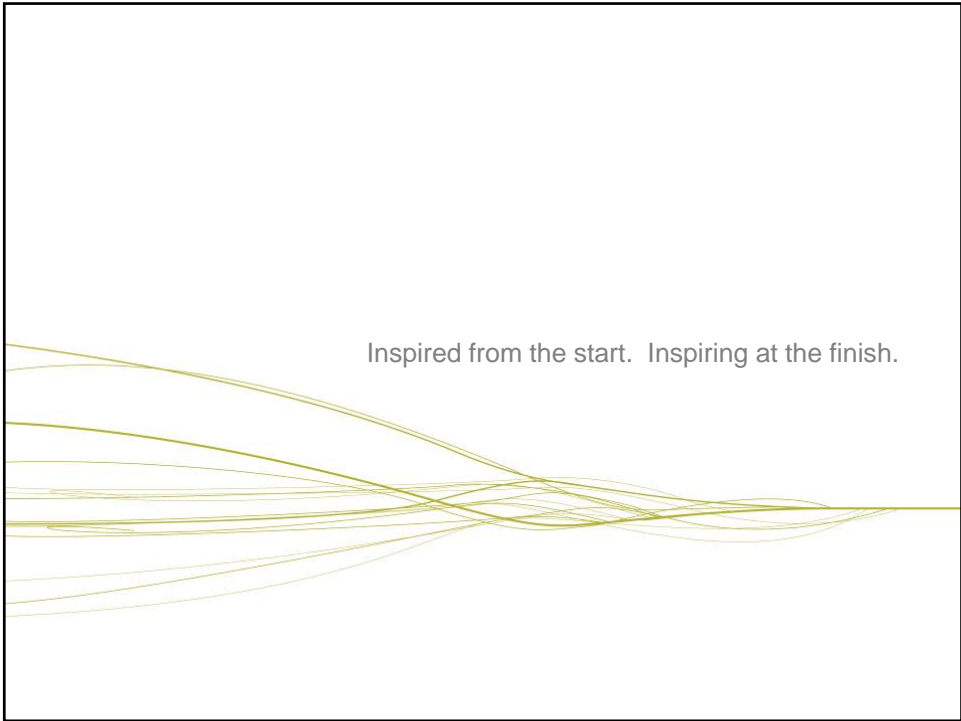 Inspired from the start.  Inspiring at the finish.